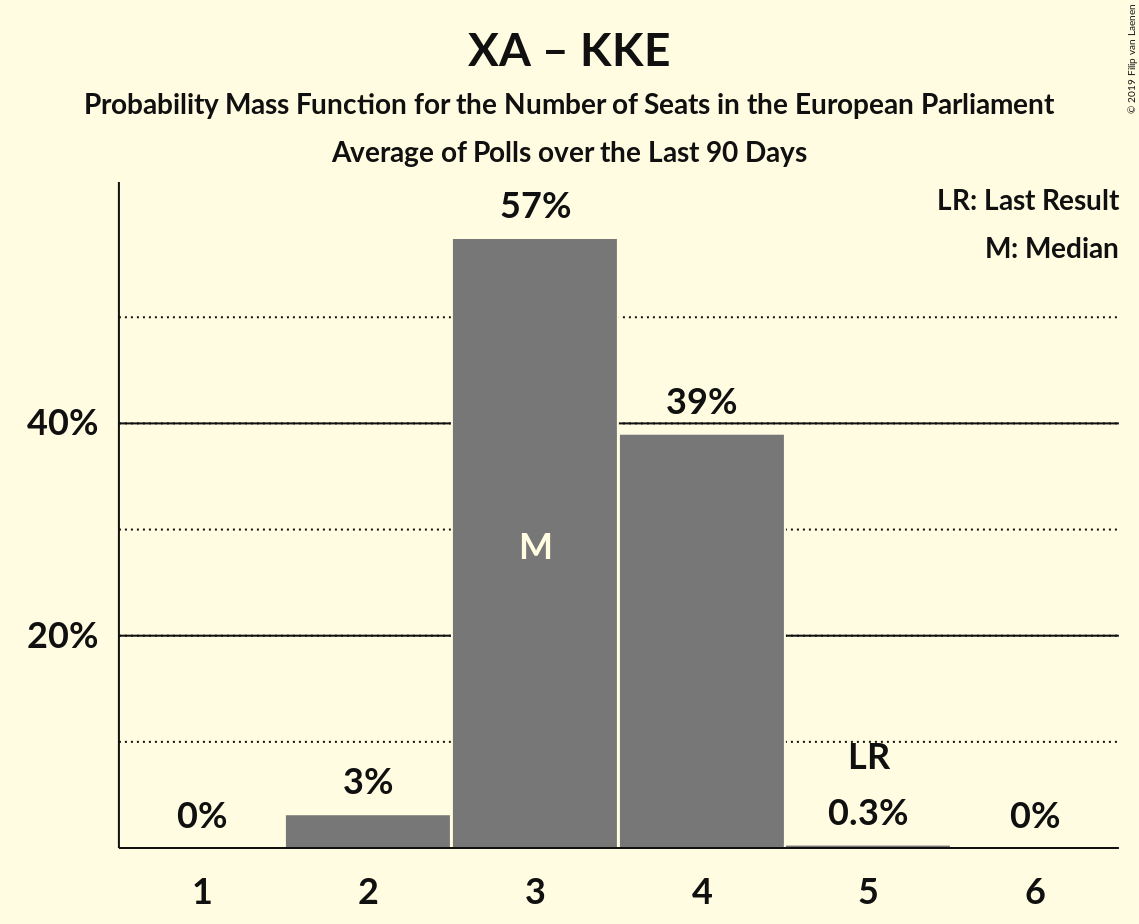 XA – KKE
Probability Mass Function for the Number of Seats in the European Parliament
Average of Polls over the Last 90 Days
© 2019 Filip van Laenen
LR: Last Result
M: Median
57%
39%
40%
M
20%
LR
3%
0%
0.3%
0%
1 2 3 4 5 6